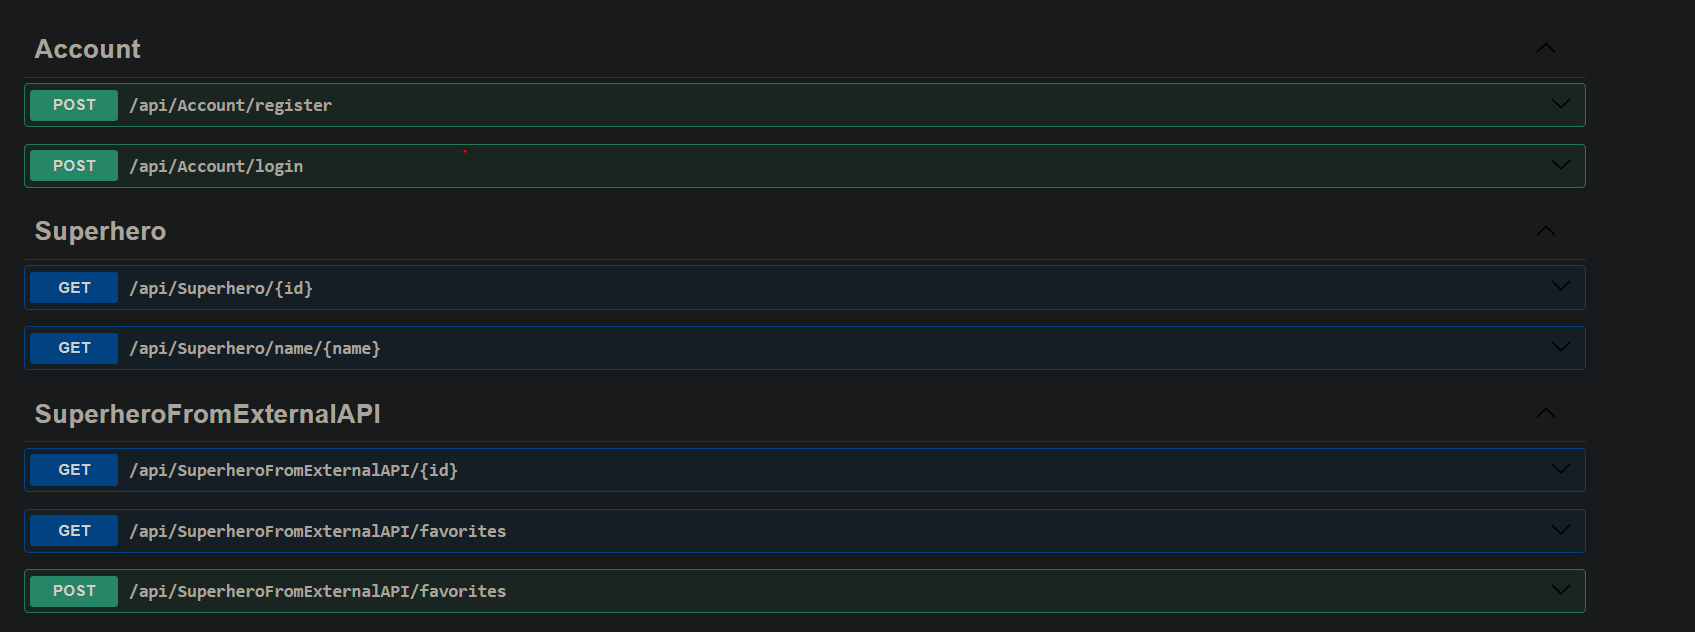 Account
POST /api/Account/register
POST /api/Account/login
Superhero
GET /api/Superhero/{id}
GET /api/Superhero/name/{name}
SuperheroFromExternalAPI
GET /api/SuperheroFromExternalAPI/{id}
GET /api/SuperheroFromExternalAPI/favorites
POST /api/SuperheroFromExternalAPI/favorites